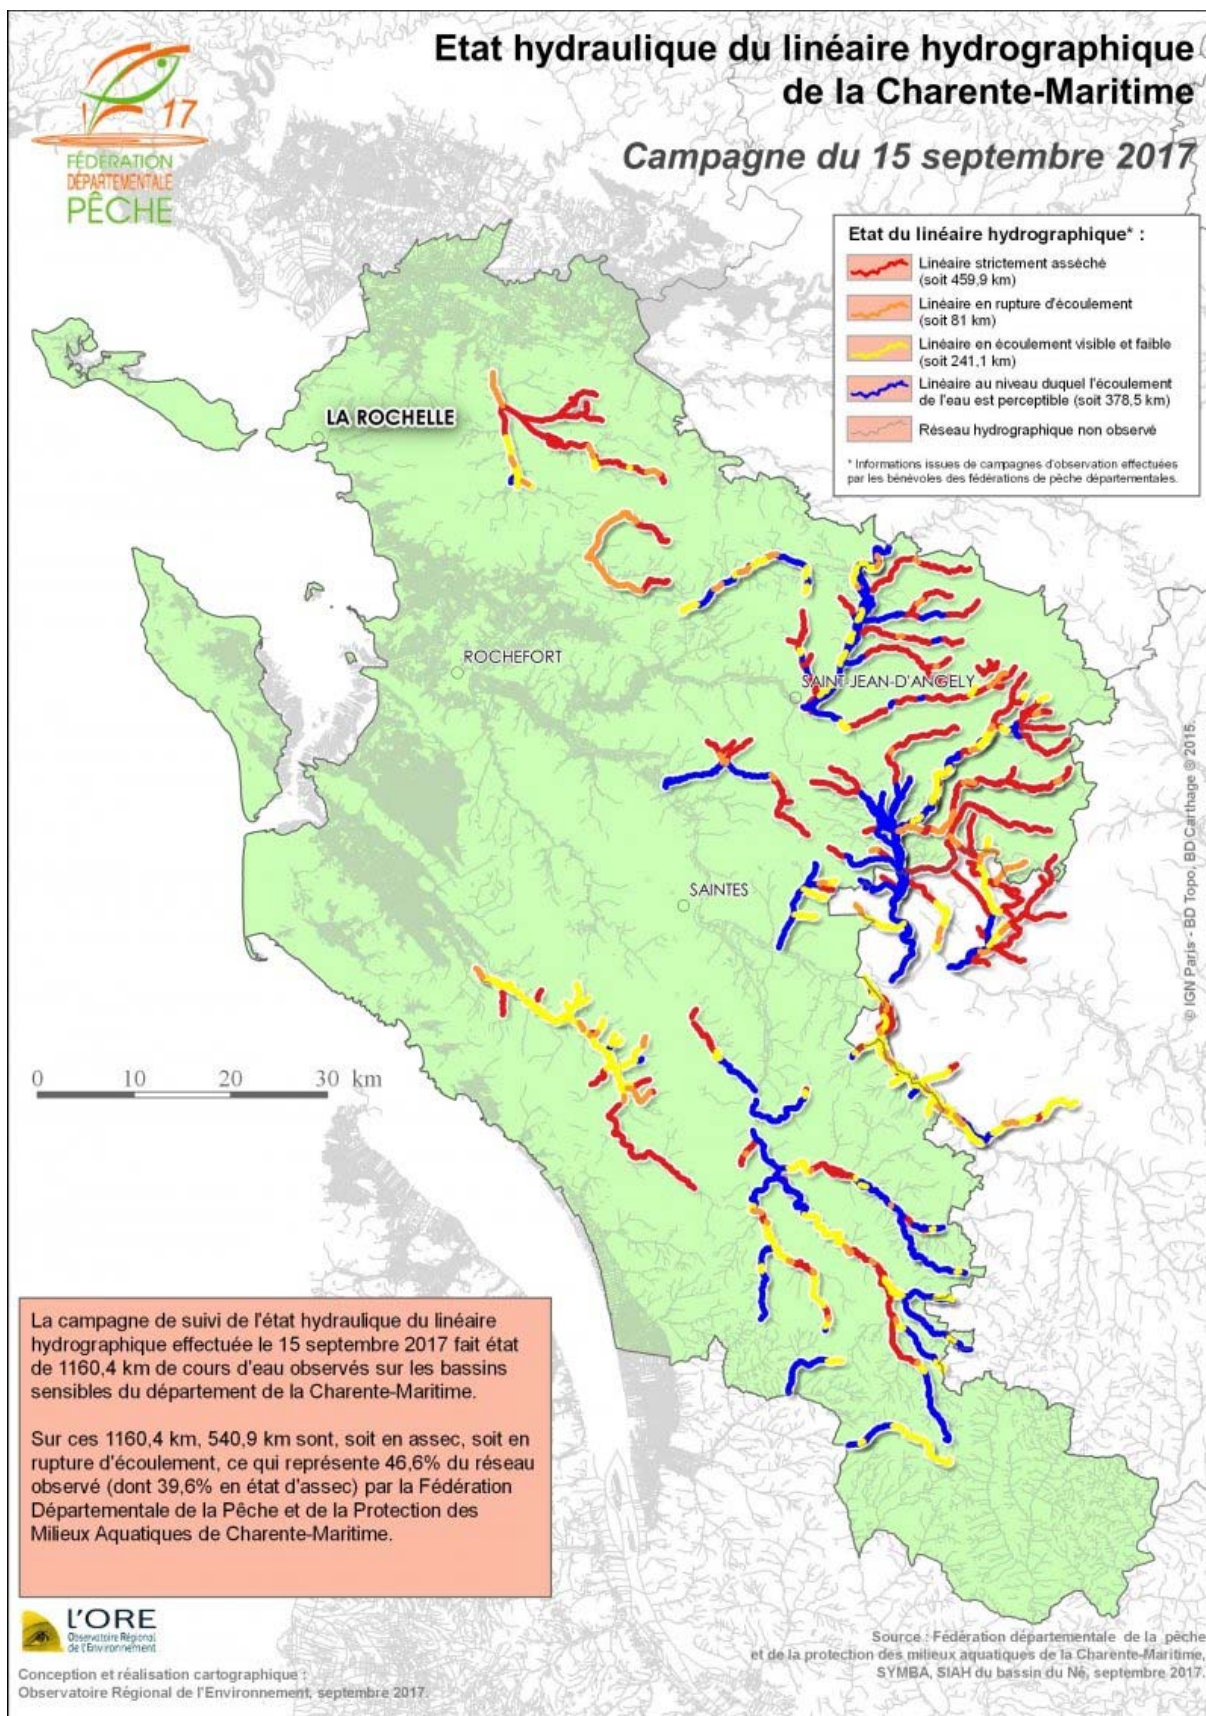 Etat hydraulique du linéaire hydrographique
de la Charente-Maritime
Campagne du 15 septembre 2017
17
FÉDÉRATION
DÉPARTEMENTALE
PÊCHE
Etat du linéaire hydrographique* :
Linéaire strictement asséché
(soit 459,9 km)
Linéaire en rupture d'écoulement
(soit 81 km)
Linéaire en écoulement visible et faible
(soit 241,1 km)
Linéaire au niveau duquel l'écoulement
de l'eau est perceptible (soit 378,5 km)
Réseau hydrographique non observé
* Informations issues de campagnes d'observation effectuées
par les bénévoles des fédérations de pêche départementales.
LA ROCHELLE
ROCHEFORT
SAINT-JEAN-D'ANGELY
SAINTES
© IGN Paris - BD Topo, BD Carthage © 2015.
0 10 20 30 km
La campagne de suivi de l'état hydraulique du linéaire
hydrographique effectuée le 15 septembre 2017 fait état
de 1160,4 km de cours d'eau observés sur les bassins
sensibles du département de la Charente-Maritime.
Sur ces 1160,4 km, 540,9 km sont, soit en assec, soit en
rupture d'écoulement, ce qui représente 46,6% du réseau
observé (dont 39,6% en état d'assec) par la Fédération
Départementale de la Pêche et de la Protection des
Milieux Aquatiques de Charente-Maritime.
L'ORE
Observatoire Régional
de l'Environnement
Conception et réalisation cartographique :
Observatoire Régional de l'Environnement, septembre 2017.
Source : Fédération départementale de la pêche
et de la protection des milieux aquatiques de la Charente-Maritime,
SYMBA, SIAH du bassin du Né, septembre 2017.